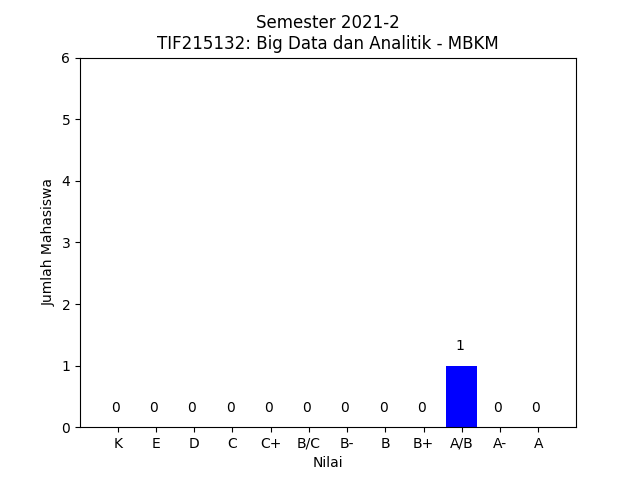 Semester 2021-2
TIF215132: Big Data dan Analitik - MBKM
6
5
4
3
2
1
0
Jumlah Mahasiswa
0 0 0 0 0 0 0 0 0 1 0 0
K E D C C+ B/C B- B B+ A/B A- A
Nilai